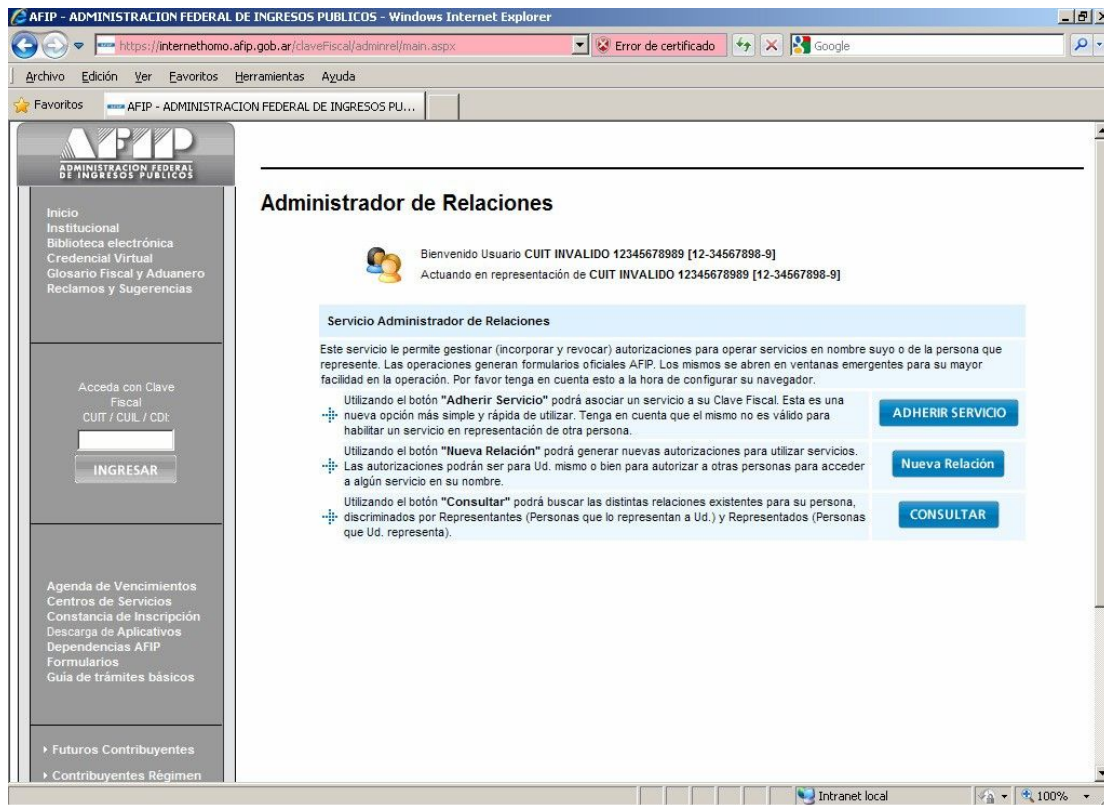 AFIP - ADMINISTRACION FEDERAL DE INGRESOS PUBLICOS - Windows Internet Explorer
https://internethomo.afip.gob.ar/claveFiscal/adminrel/main.aspx
Error de certificado
Google
Archivo Edición Ver Favoritos Herramientas Ayuda
Favoritos
AFIP - ADMINISTRACION FEDERAL DE INGRESOS PU...
AFIP
ADMINISTRACION FEDERAL
DE INGRESOS PUBLICOS
Inicio
Institucional
Biblioteca electrónica
Credencial Virtual
Glosario Fiscal y Aduanero
Reclamos y Sugerencias
Acceda con Clave
Fiscal
CUIT / CUIL / CDI:
INGRESAR
Agenda de Vencimientos
Centros de Servicios
Constancia de Inscripción
Descarga de Aplicativos
Dependencias AFIP
Formularios
Guía de trámites básicos
Futuros Contribuyentes
Contribuyentes Régimen
Administrador de Relaciones
Bienvenido Usuario CUIT INVALIDO 12345678989 [12-34567898-9]
Actuando en representación de CUIT INVALIDO 12345678989 [12-34567898-9]
Servicio Administrador de Relaciones
Este servicio le permite gestionar (incorporar y revocar) autorizaciones para operar servicios en nombre suyo o de la persona que
represente. Las operaciones generan formularios oficiales AFIP. Los mismos se abren en ventanas emergentes para su mayor
facilidad en la operación. Por favor tenga en cuenta esto a la hora de configurar su navegador.
Utilizando el botón "Adherir Servicio" podrá asociar un servicio a su Clave Fiscal. Esta es una
nueva opción más simple y rápida de utilizar. Tenga en cuenta que el mismo no es válido para
habilitar un servicio en representación de otra persona.
ADHERIR SERVICIO
Utilizando el botón "Nueva Relación" podrá generar nuevas autorizaciones para utilizar servicios.
Las autorizaciones podrán ser para Ud. mismo o bien para autorizar a otras personas para acceder
a algún servicio en su nombre.
Nueva Relación
Utilizando el botón "Consultar" podrá buscar las distintas relaciones existentes para su persona,
discriminados por Representantes (Personas que lo representan a Ud.) y Representados (Personas
que Ud. representa).
CONSULTAR
Intranet local
100%